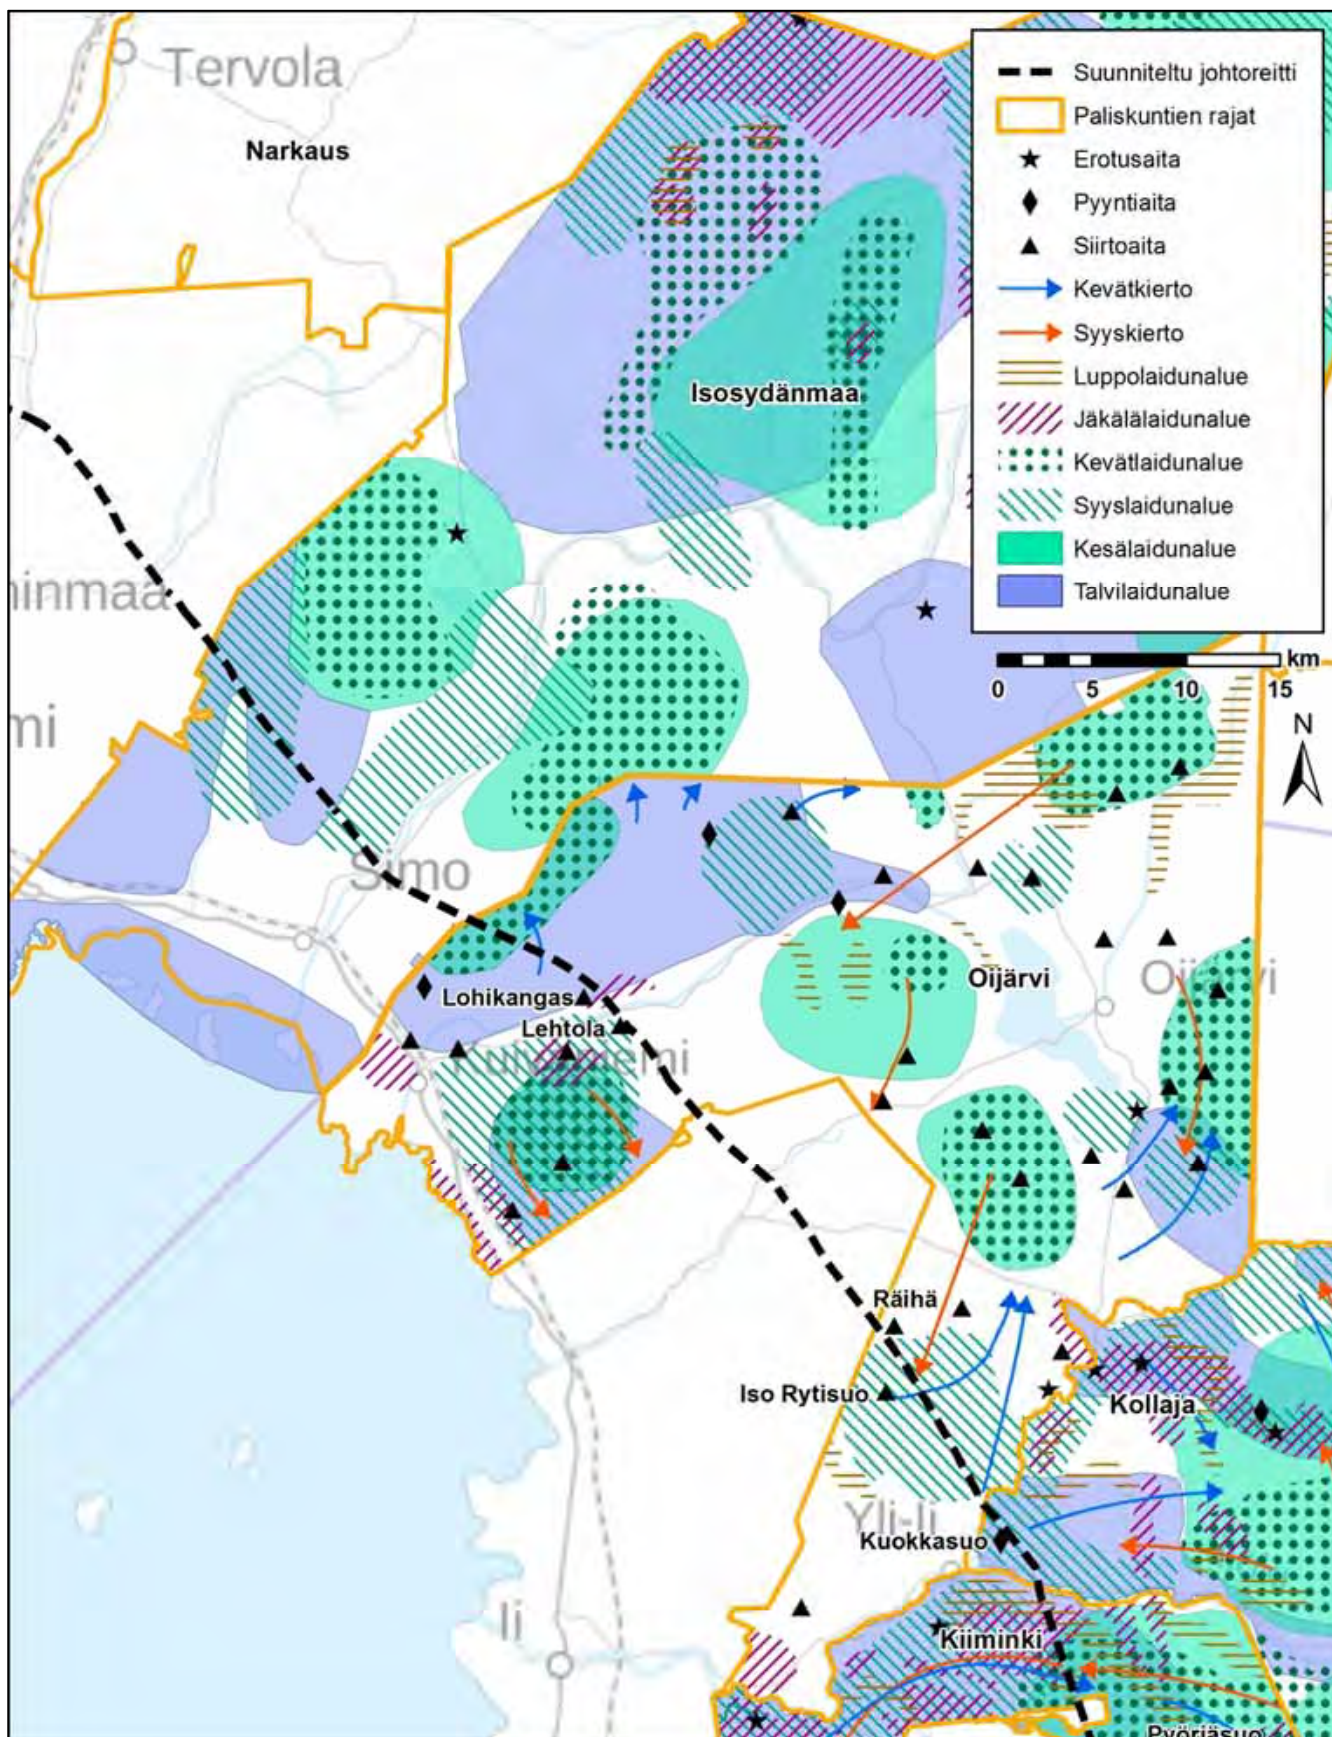 Tervola
Narkaus
Suunniteltu johtoreitti
Paliskuntien rajat
Erotusaita
Pyyntiaita
Siirtoaita
Kevätkierto
Syyskierto
Luppolaidunalue
Jäkälälaidunalue
Kevätlaidunalue
Syyslaidunalue
Kesälaidunalue
Talvilaidunalue
km
0 5 10 15
N
Isosydänmaa
Simo
Oijärvi
Oijärvi
Lohikangas
Lehtola
Räihä
Iso Rytisuo
Kollaja
Yli-Ii
Kuokkasuo
Ii
Kiiminki